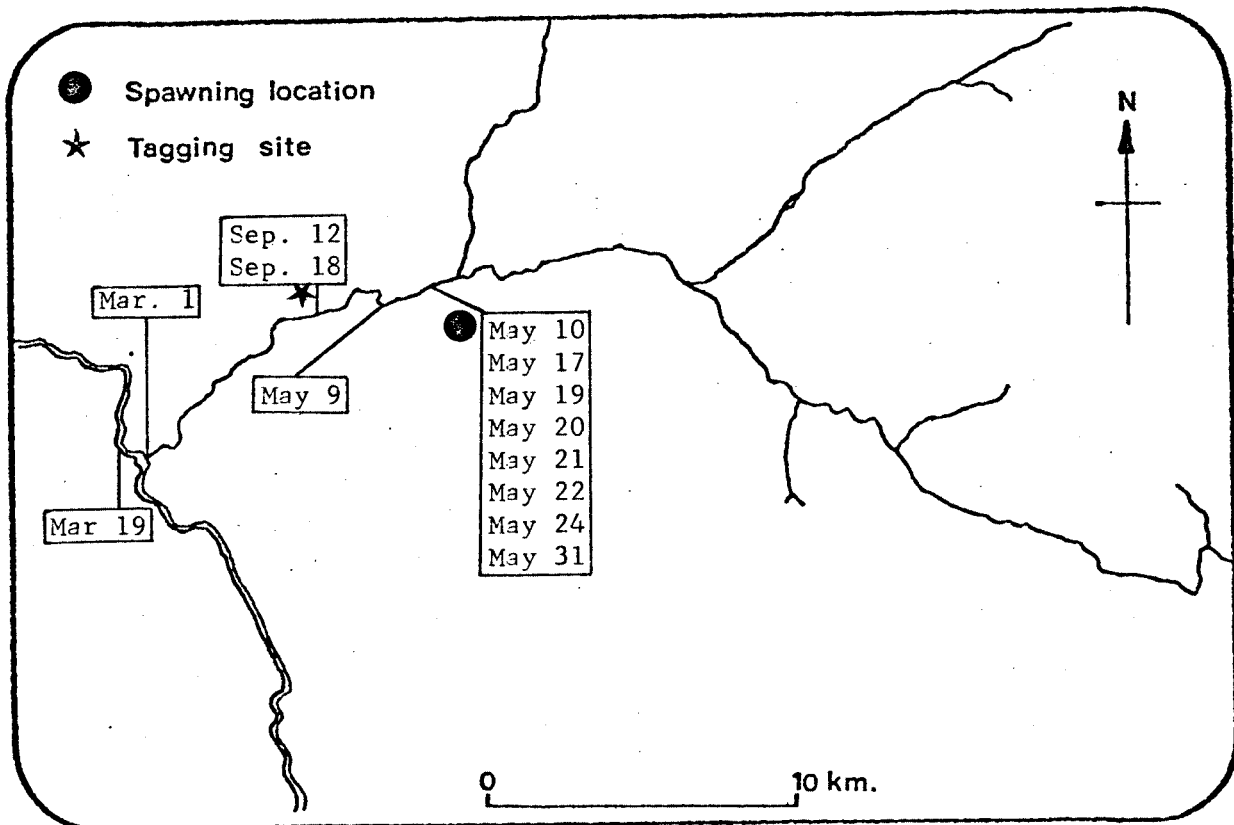 Spawning location
Tagging site
N
Sep. 12
Sep. 18
Mar. 1
May 10
May 17
May 19
May 20
May 21
May 22
May 24
May 31
May 9
Mar 19
0
10 km.